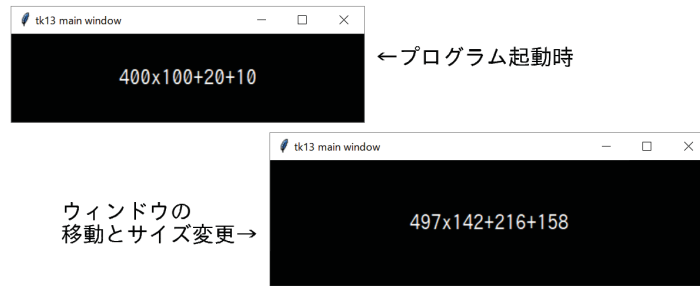 tk13 main window
400x100+20+10
←プログラム起動時
tk13 main window
497x142+216+158
ウィンドウの
移動とサイズ変更→